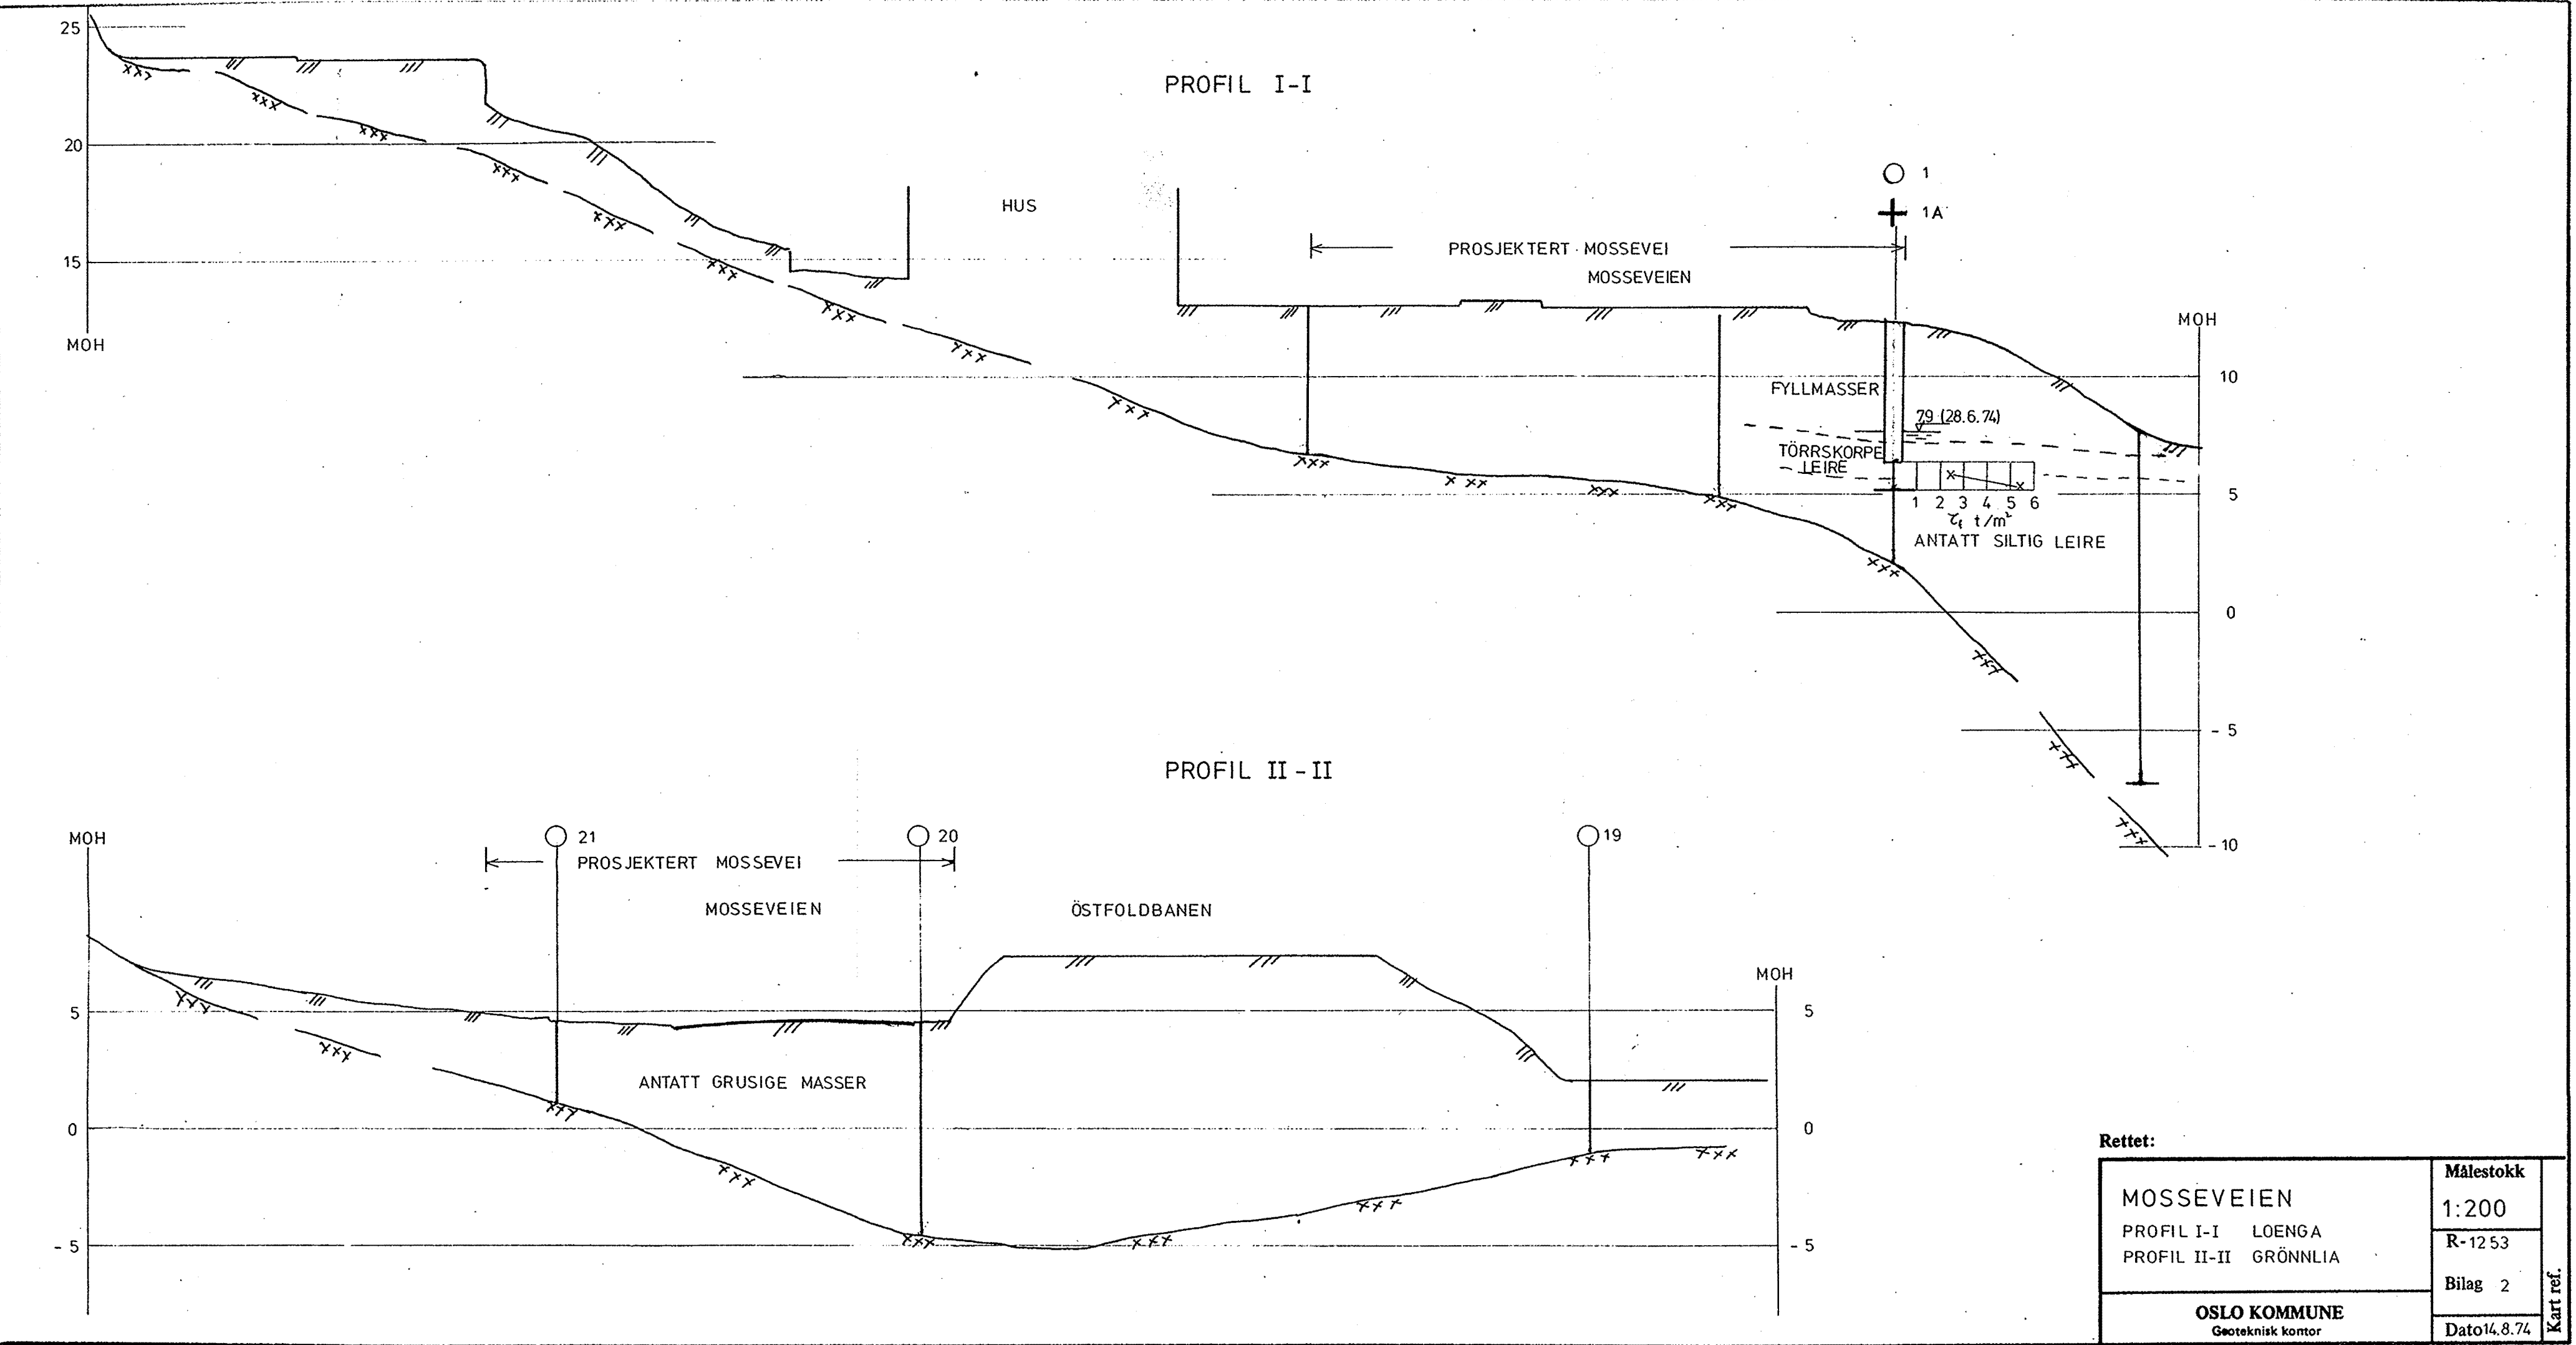 25
20
15
MOH
PROFIL I-I
HUS
1
1A
PROSJEKTERT MOSSEVEI
MOSSEVEIEN
MOH
FYLLMASSER
7.9 (28.6.74)
TÖRRSKORPE
LEIRE
1 2 3 4 5 6
τf t/m²
ANTATT SILTIG LEIRE
10
5
0
- 5
- 10
PROFIL II - II
MOH
21
20
19
PROSJEKTERT MOSSEVEI
MOSSEVEIEN
ÖSTFOLDBANEN
MOH
5
5
ANTATT GRUSIGE MASSER
0
0
- 5
- 5
Rettet:
MOSSEVEIEN
PROFIL I-I LOENGA
PROFIL II-II GRÖNNLIA
OSLO KOMMUNE
Geoteknisk kontor
Målestokk
1:200
R-1253
Bilag 2
Dato 14.8.74
Kart ref.